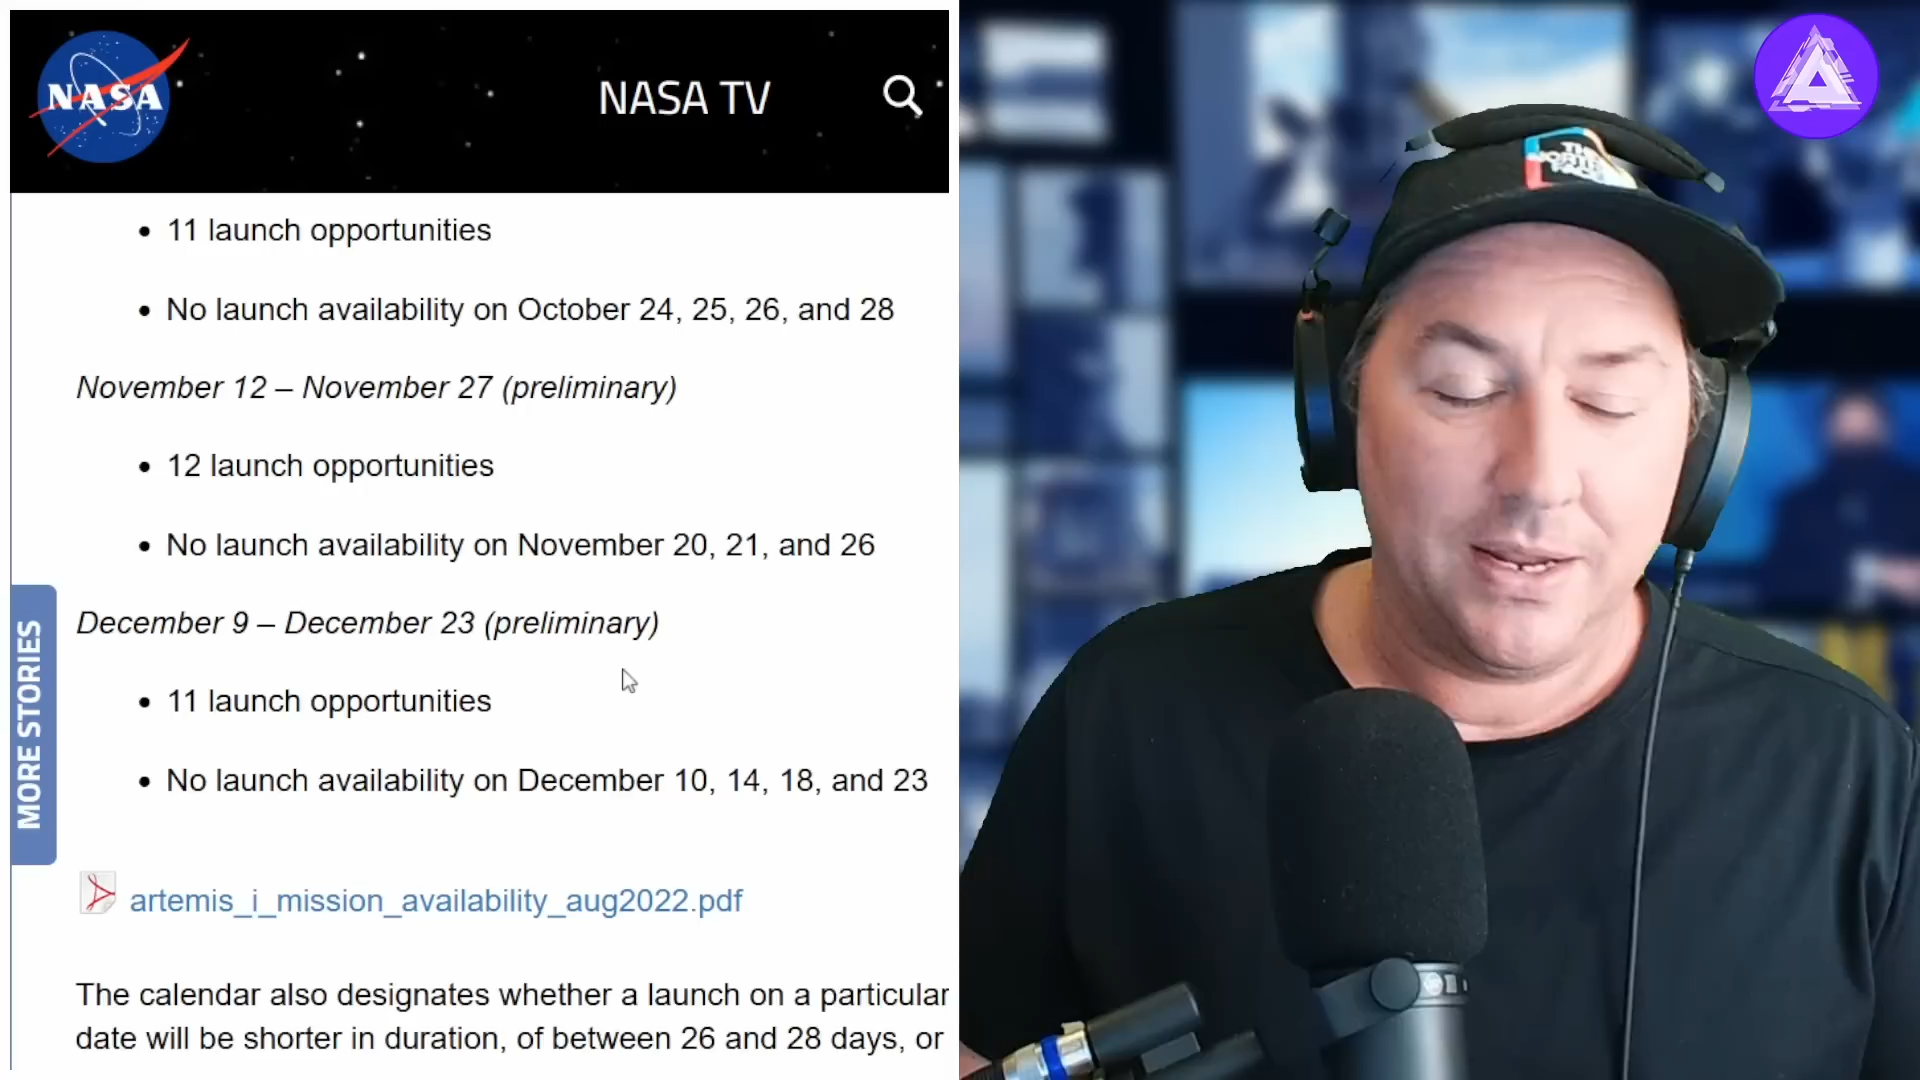 NASA
NASA TV
11 launch opportunities
No launch availability on October 24, 25, 26, and 28
November 12 – November 27 (preliminary)
12 launch opportunities
No launch availability on November 20, 21, and 26
December 9 – December 23 (preliminary)
11 launch opportunities
No launch availability on December 10, 14, 18, and 23
MORE STORIES
artemis_i_mission_availability_aug2022.pdf
The calendar also designates whether a launch on a particular
date will be shorter in duration, of between 26 and 28 days, or
THE
NORTH
FACE